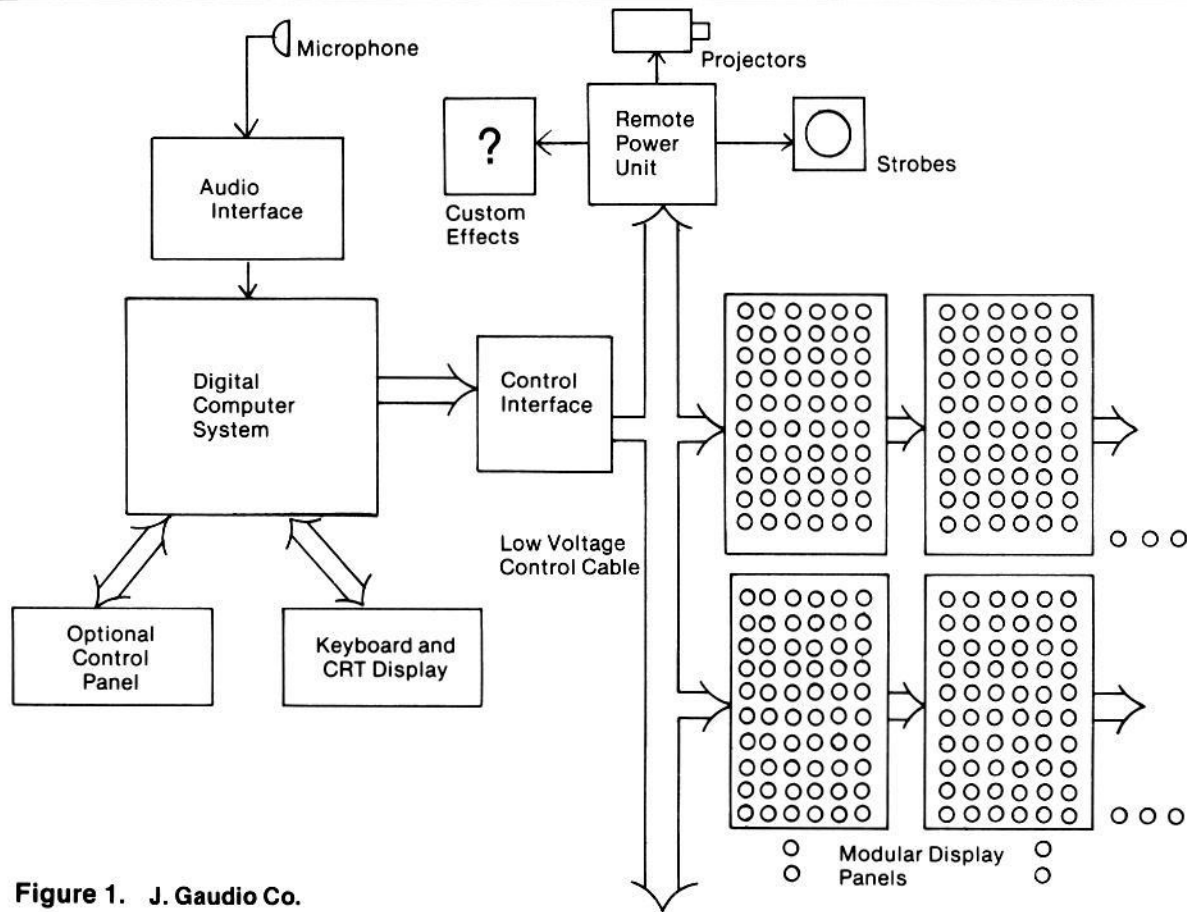 Microphone
Projectors
Remote
Power
Unit
?
Strobes
Custom
Effects
Audio
Interface
Digital
Computer
System
Control
Interface
Low Voltage
Control Cable
Optional
Control
Panel
Keyboard and
CRT Display
Modular Display
Panels
Figure 1. J. Gaudio Co.